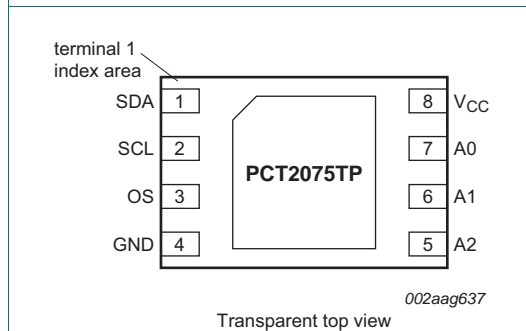 terminal 1
index area
SDA 1
8 VCC
SCL 2
7 A0
PCT2075TP
OS 3
6 A1
GND 4
5 A2
002aag637
Transparent top view